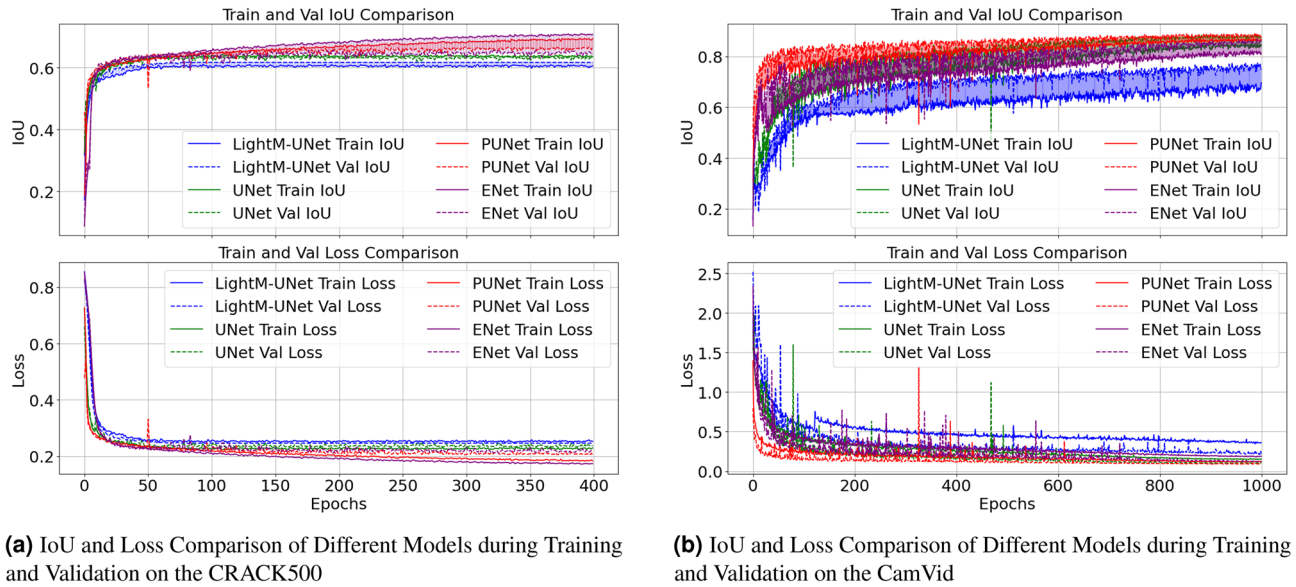 Train and Val IoU Comparison
IoU
0.6
0.4
0.2
LightM-UNet Train IoU
LightM-UNet Val IoU
UNet Train IoU
UNet Val IoU
PUNet Train IoU
PUNet Val IoU
ENet Train IoU
ENet Val IoU
Train and Val Loss Comparison
Loss
0.8
0.6
0.4
0.2
LightM-UNet Train Loss
LightM-UNet Val Loss
UNet Train Loss
UNet Val Loss
PUNet Train Loss
PUNet Val Loss
ENet Train Loss
ENet Val Loss
0 50 100 150 200 250 300 350 400
Epochs
(a) IoU and Loss Comparison of Different Models during Training
and Validation on the CRACK500
Train and Val IoU Comparison
IoU
0.8
0.6
0.4
0.2
LightM-UNet Train IoU
LightM-UNet Val IoU
UNet Train IoU
UNet Val IoU
PUNet Train IoU
PUNet Val IoU
ENet Train IoU
ENet Val IoU
Train and Val Loss Comparison
Loss
2.5
2.0
1.5
1.0
0.5
0.0
LightM-UNet Train Loss
LightM-UNet Val Loss
UNet Train Loss
UNet Val Loss
PUNet Train Loss
PUNet Val Loss
ENet Train Loss
ENet Val Loss
0 200 400 600 800 1000
Epochs
(b) IoU and Loss Comparison of Different Models during Training
and Validation on the CamVid